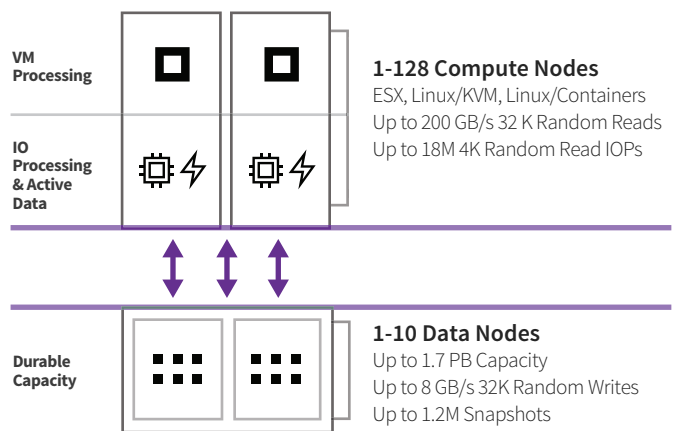 VM
Processing
1-128 Compute Nodes
ESX, Linux/KVM, Linux/Containers
Up to 200 GB/s 32 K Random Reads
Up to 18M 4K Random Read IOPs
IO
Processing
& Active
Data
1-10 Data Nodes
Up to 1.7 PB Capacity
Up to 8 GB/s 32K Random Writes
Up to 1.2M Snapshots
Durable
Capacity